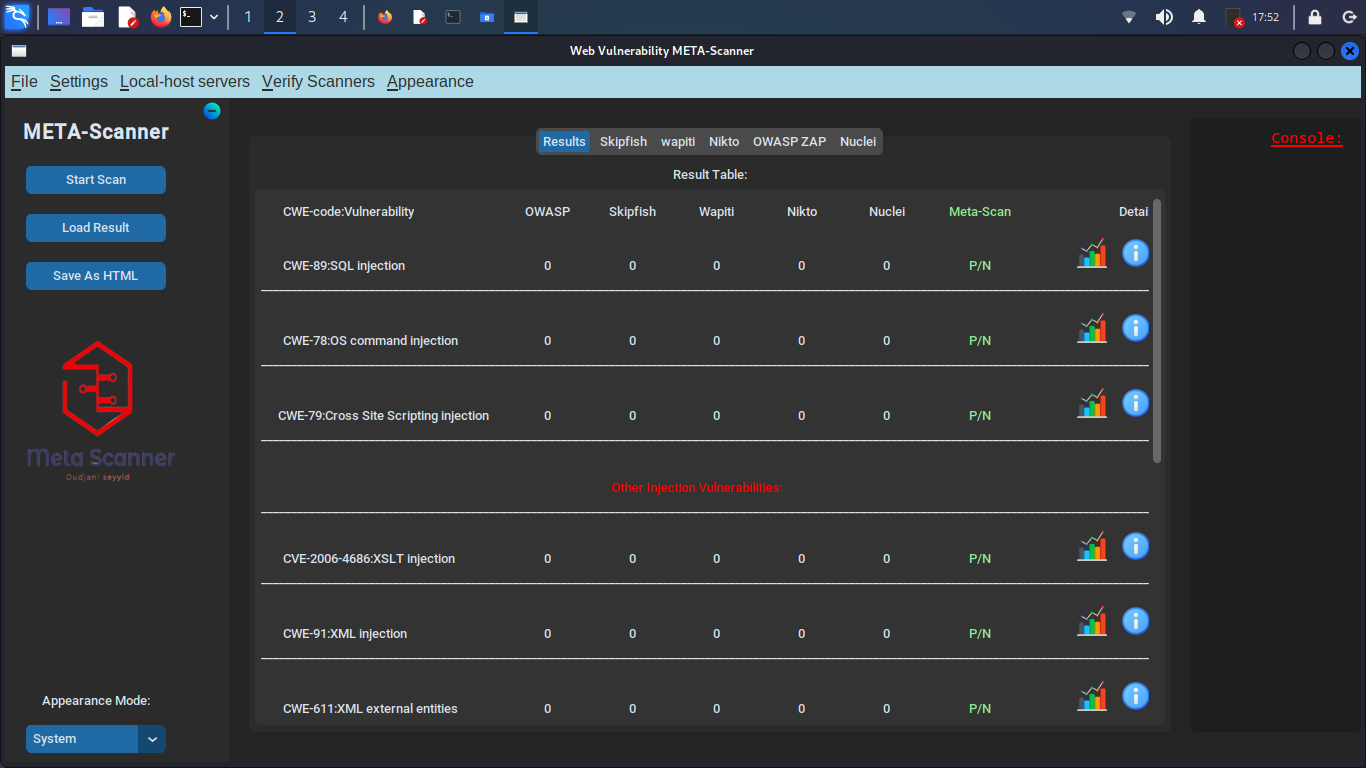 1 2 3 4 17:52
Web Vulnerability META-Scanner
File Settings Local-host servers Verify Scanners Appearance
META-Scanner
Start Scan
Load Result
Save As HTML
Meta Scanner
Oudjani seyyid
Appearance Mode:
System
Results Skipfish wapiti Nikto OWASP ZAP Nuclei
Result Table:
CWE-code:Vulnerability OWASP Skipfish Wapiti Nikto Nuclei Meta-Scan Detai
CWE-89:SQL injection 0 0 0 0 0 P/N
CWE-78:OS command injection 0 0 0 0 0 P/N
CWE-79:Cross Site Scripting injection 0 0 0 0 0 P/N
Other Injection Vulnerabilities:
CVE-2006-4686:XSLT injection 0 0 0 0 0 P/N
CWE-91:XML injection 0 0 0 0 0 P/N
CWE-611:XML external entities 0 0 0 0 0 P/N
Console: